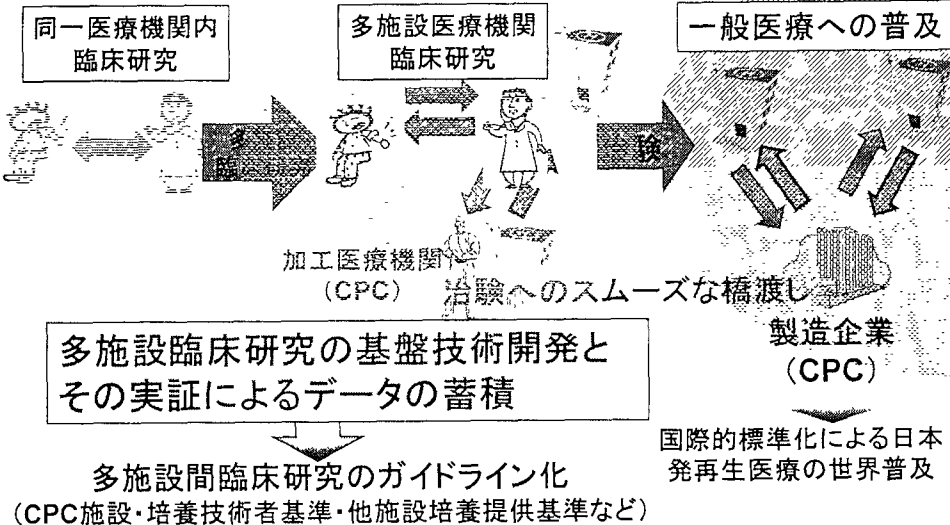 同一医療機関内
臨床研究
多施設医療機関
臨床研究
一般医療への普及
多
臨
験
加工医療機関
(CPC)
治験へのスムーズな橋渡し
製造企業
(CPC)
多施設臨床研究の基盤技術開発と
その実証によるデータの蓄積
国際的標準化による日本
発再生医療の世界普及
多施設間臨床研究のガイドライン化
(CPC施設・培養技術者基準・他施設培養提供基準など)